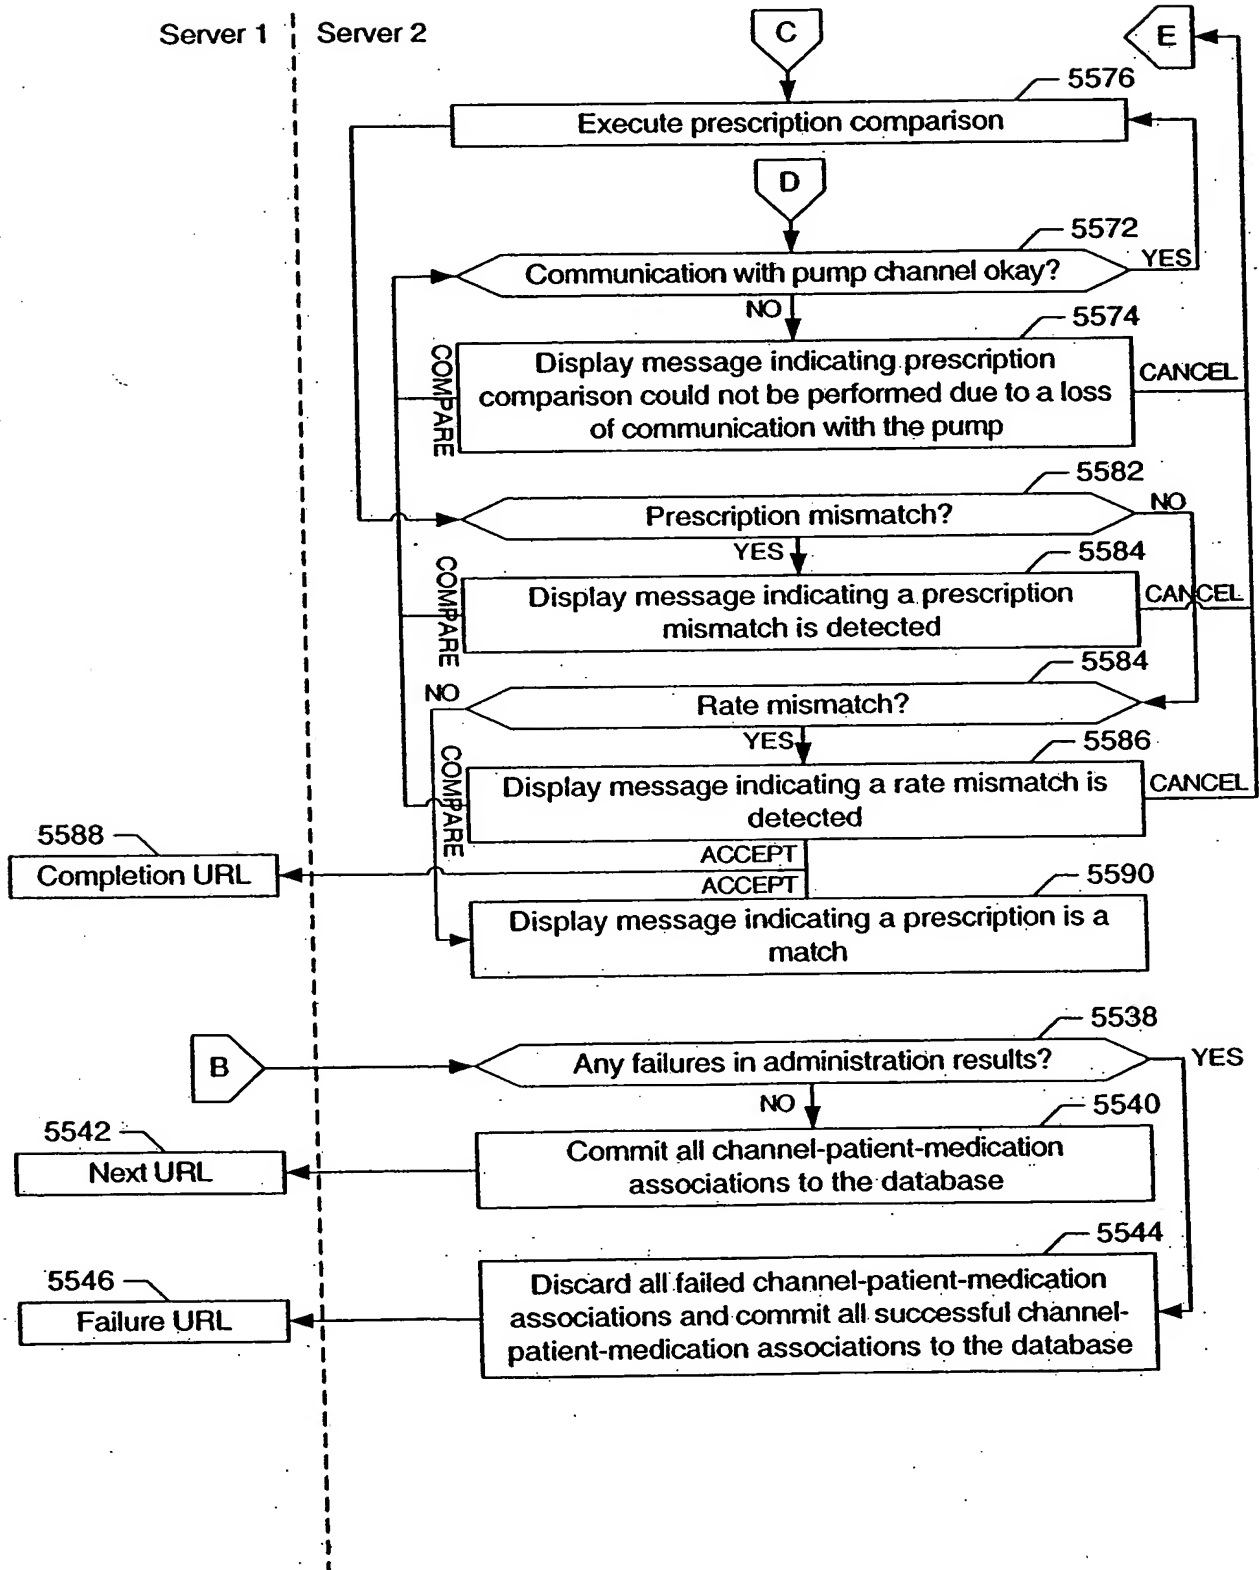 Server 1
Server 2
C
E
5576
Execute prescription comparison
D
5572
Communication with pump channel okay?
YES
NO
5574
Display message indicating prescription
comparison could not be performed due to a loss
of communication with the pump
COMPARE
CANCEL
5582
Prescription mismatch?
NO
YES
5584
Display message indicating a prescription
mismatch is detected
COMPARE
CANCEL
5584
Rate mismatch?
NO
YES
5586
Display message indicating a rate mismatch is
detected
COMPARE
CANCEL
5588
Completion URL
ACCEPT
ACCEPT
5590
Display message indicating a prescription is a
match
B
5538
Any failures in administration results?
YES
NO
5540
5542
Next URL
Commit all channel-patient-medication
associations to the database
5544
5546
Failure URL
Discard all failed channel-patient-medication
associations and commit all successful channel-
patient-medication associations to the database